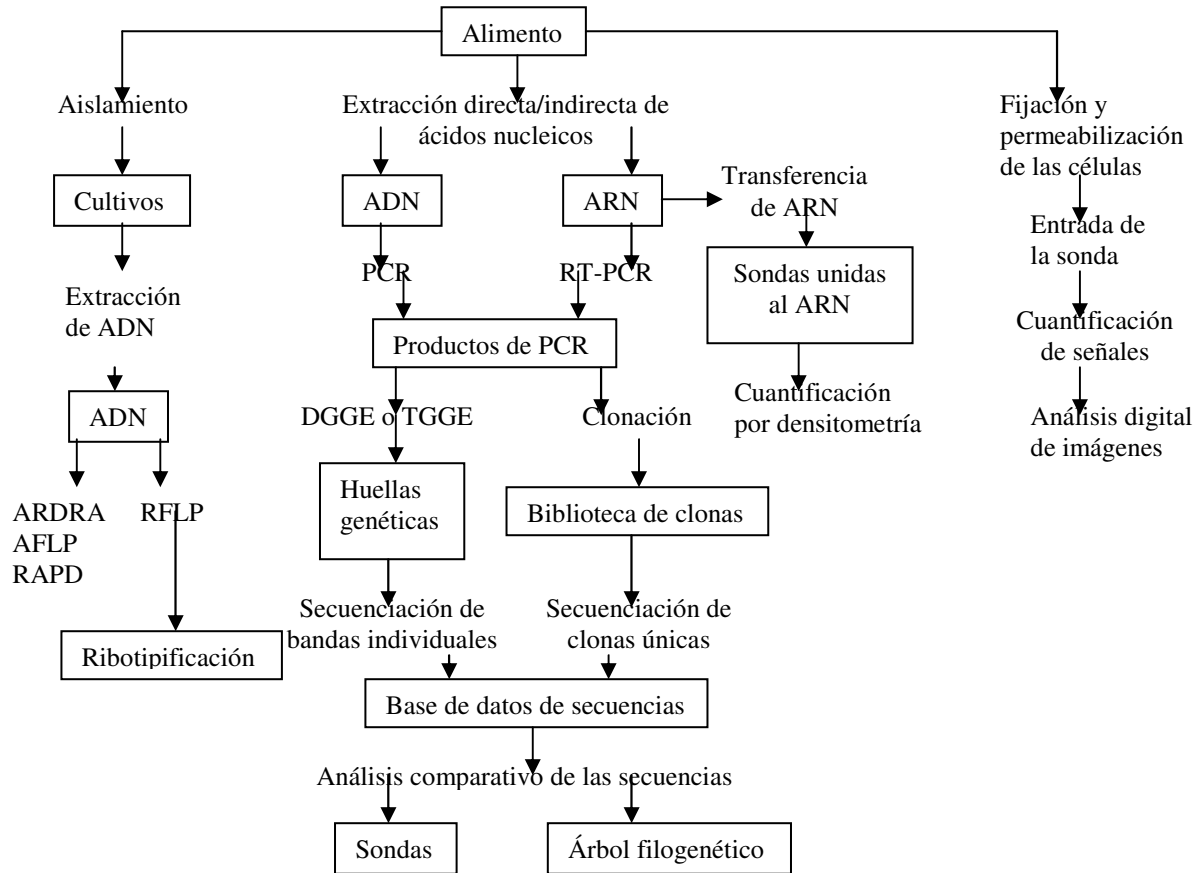 Alimento
Aislamiento
Extracción directa/indirecta de
ácidos nucleicos
Fijación y
permeabilización
de las células
Cultivos
ADN
ARN
Transferencia
de ARN
Entrada de
la sonda
Extracción
de ADN
PCR
RT-PCR
Sondas unidas
al ARN
Cuantificación
de señales
Productos de PCR
ADN
DGGE o TGGE
Clonación
Cuantificación
por densitometría
Análisis digital
de imágenes
ARDRA
AFLP
RAPD
RFLP
Huellas
genéticas
Biblioteca de clonas
Ribotipificación
Secuenciación de
bandas individuales
Secuenciación de
clonas únicas
Base de datos de secuencias
Análisis comparativo de las secuencias
Sondas
Árbol filogenético